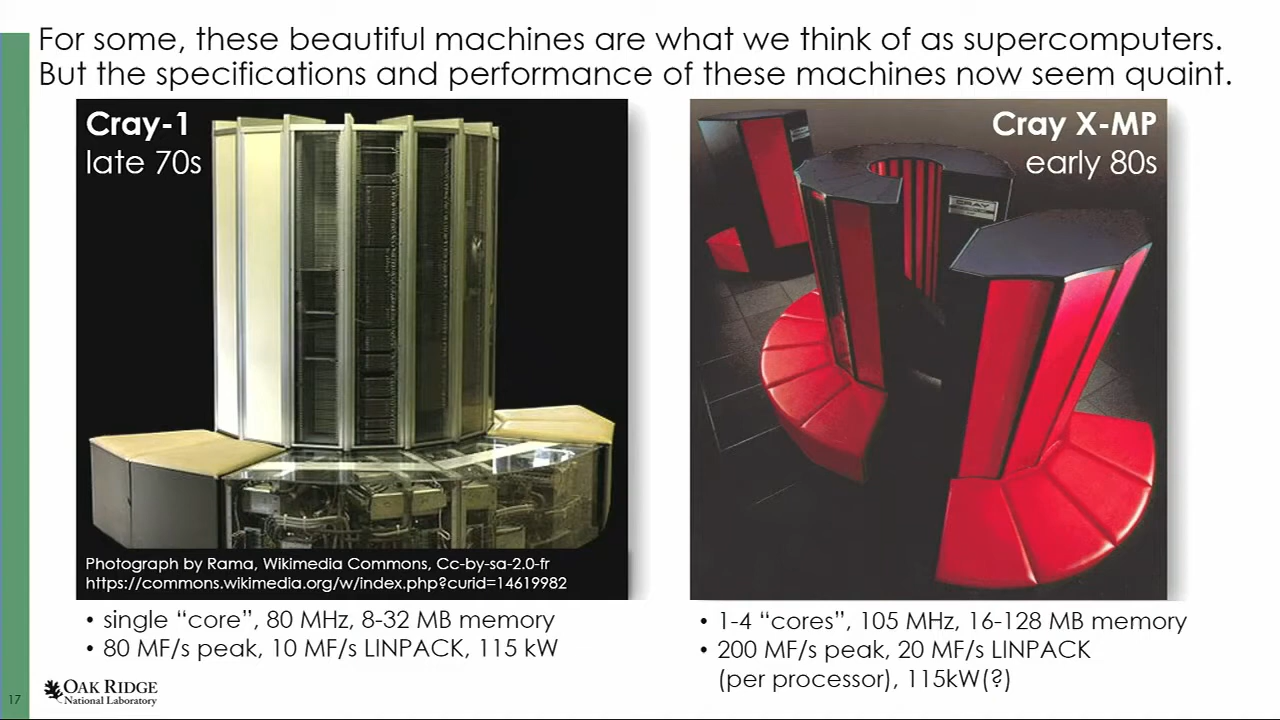 For some, these beautiful machines are what we think of as supercomputers.
But the specifications and performance of these machines now seem quaint.
Cray-1
late 70s
Photograph by Rama, Wikimedia Commons, Cc-by-sa-2.0-fr
https://commons.wikimedia.org/w/index.php?curid=14619982
• single “core”, 80 MHz, 8-32 MB memory
• 80 MF/s peak, 10 MF/s LINPACK, 115 kW
Cray X-MP
early 80s
CRAY
• 1-4 “cores”, 105 MHz, 16-128 MB memory
• 200 MF/s peak, 20 MF/s LINPACK
(per processor), 115kW(?)
17
OAK RIDGE
National Laboratory